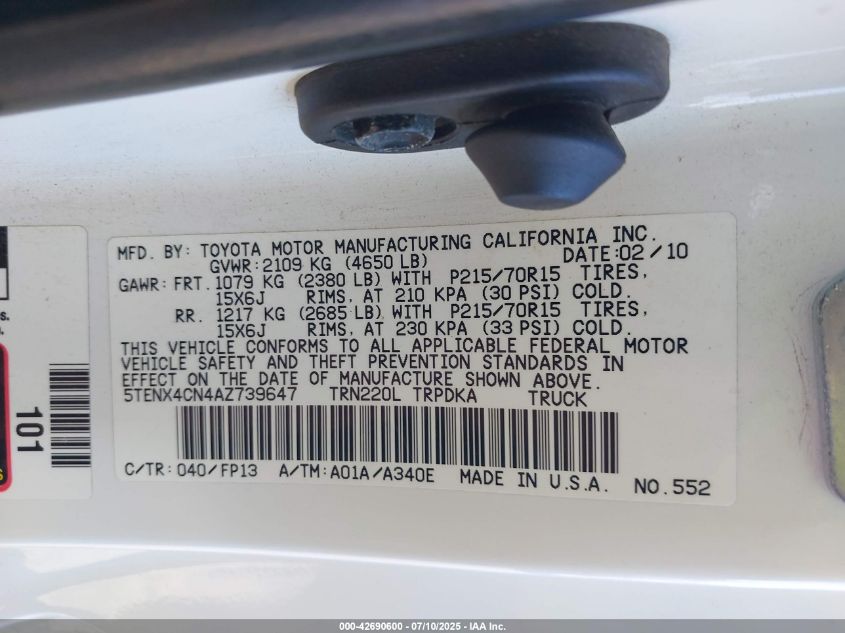 MFD. BY: TOYOTA MOTOR MANUFACTURING CALIFORNIA INC.
GVWR:2109 KG (4650 LB) DATE:02/10
GAWR: FRT. 1079 KG (2380 LB) WITH P215/70R15 TIRES,
15X6J RIMS, AT 210 KPA (30 PSI) COLD.
RR. 1217 KG (2685 LB) WITH P215/70R15 TIRES,
15X6J RIMS, AT 230 KPA (33 PSI) COLD.
THIS VEHICLE CONFORMS TO ALL APPLICABLE FEDERAL MOTOR
VEHICLE SAFETY AND THEFT PREVENTION STANDARDS IN
EFFECT ON THE DATE OF MANUFACTURE SHOWN ABOVE.
5TENX4CN4AZ739647 TRN220L TRPDKA TRUCK
C/TR: 040/FP13 A/TM: A01A/A340E MADE IN U.S.A. NO. 552
101
000-42690600 - 07/10/2025 - IAA Inc.